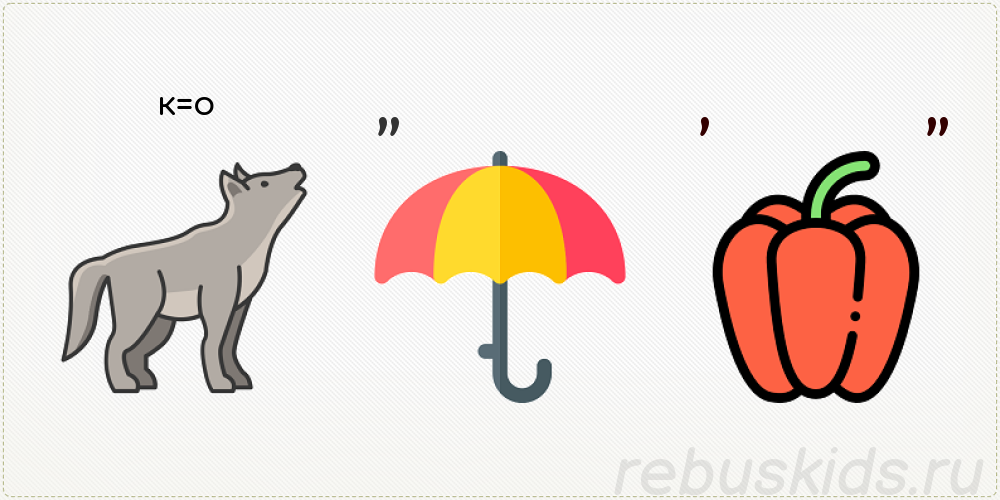 К=О
” ’ ”
rebuskids.ru